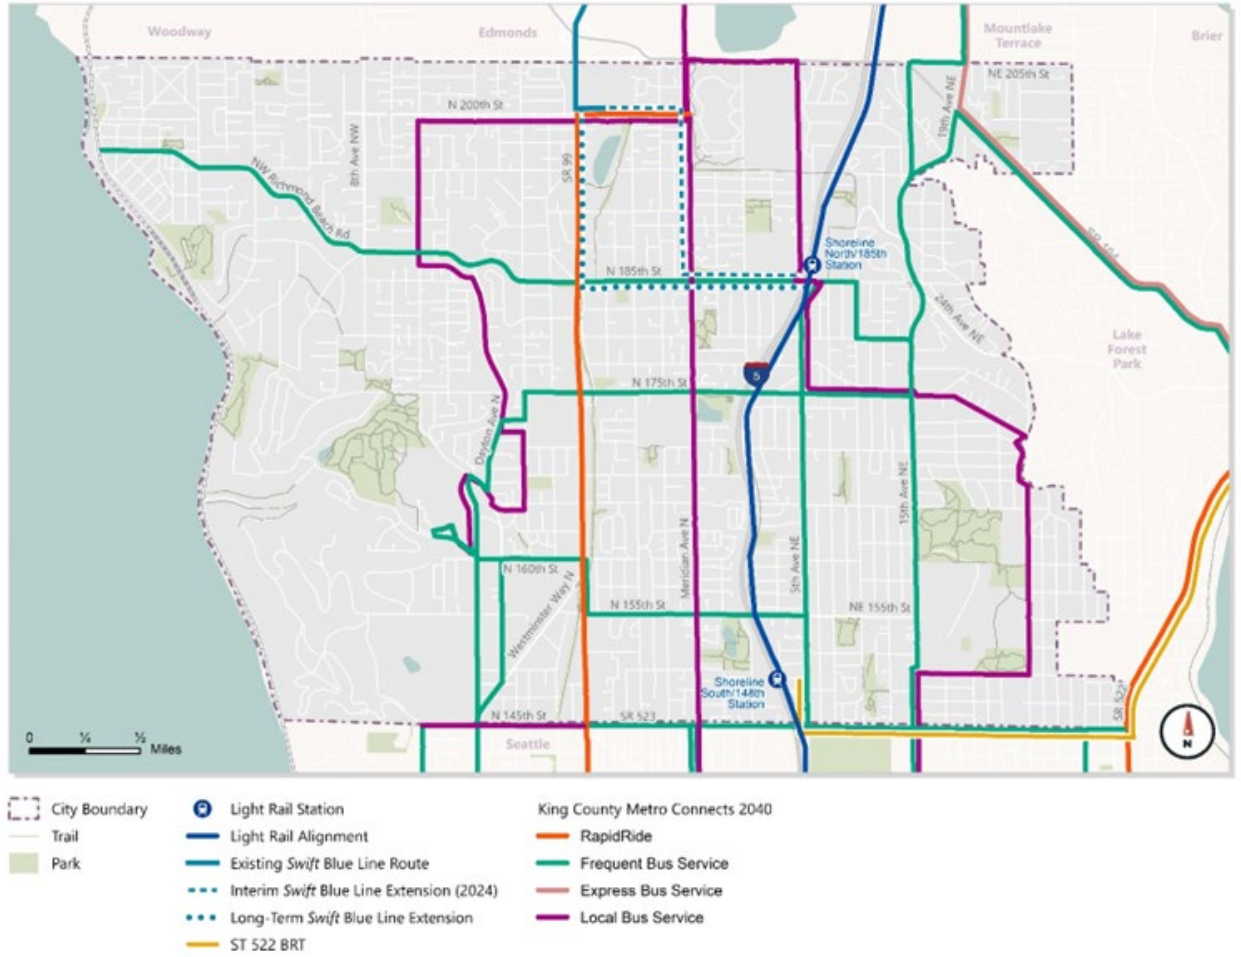 Woodway
Edmonds
Mountlake
Terrace
Brier
NE 205th St
N 200th St
19th Ave NE
8th Ave NW
SR 99
NW Richmond Beach Rd
SR 104
Shoreline
North/185th
Station
N 185th St
24th Ave NE
Lake
Forest
Park
5
N 175th St
Dayton Ave N
15th Ave NE
Meridian Ave N
5th Ave NE
N 160th St
Westminster Way N
N 155th St
NE 155th St
Shoreline
South/148th
Station
SR 522
N 145th St
SR 523
Seattle
0 ¼ ½ Miles
N
City Boundary
Trail
Park
Light Rail Station
Light Rail Alignment
Existing Swift Blue Line Route
Interim Swift Blue Line Extension (2024)
Long-Term Swift Blue Line Extension
ST 522 BRT
King County Metro Connects 2040
RapidRide
Frequent Bus Service
Express Bus Service
Local Bus Service